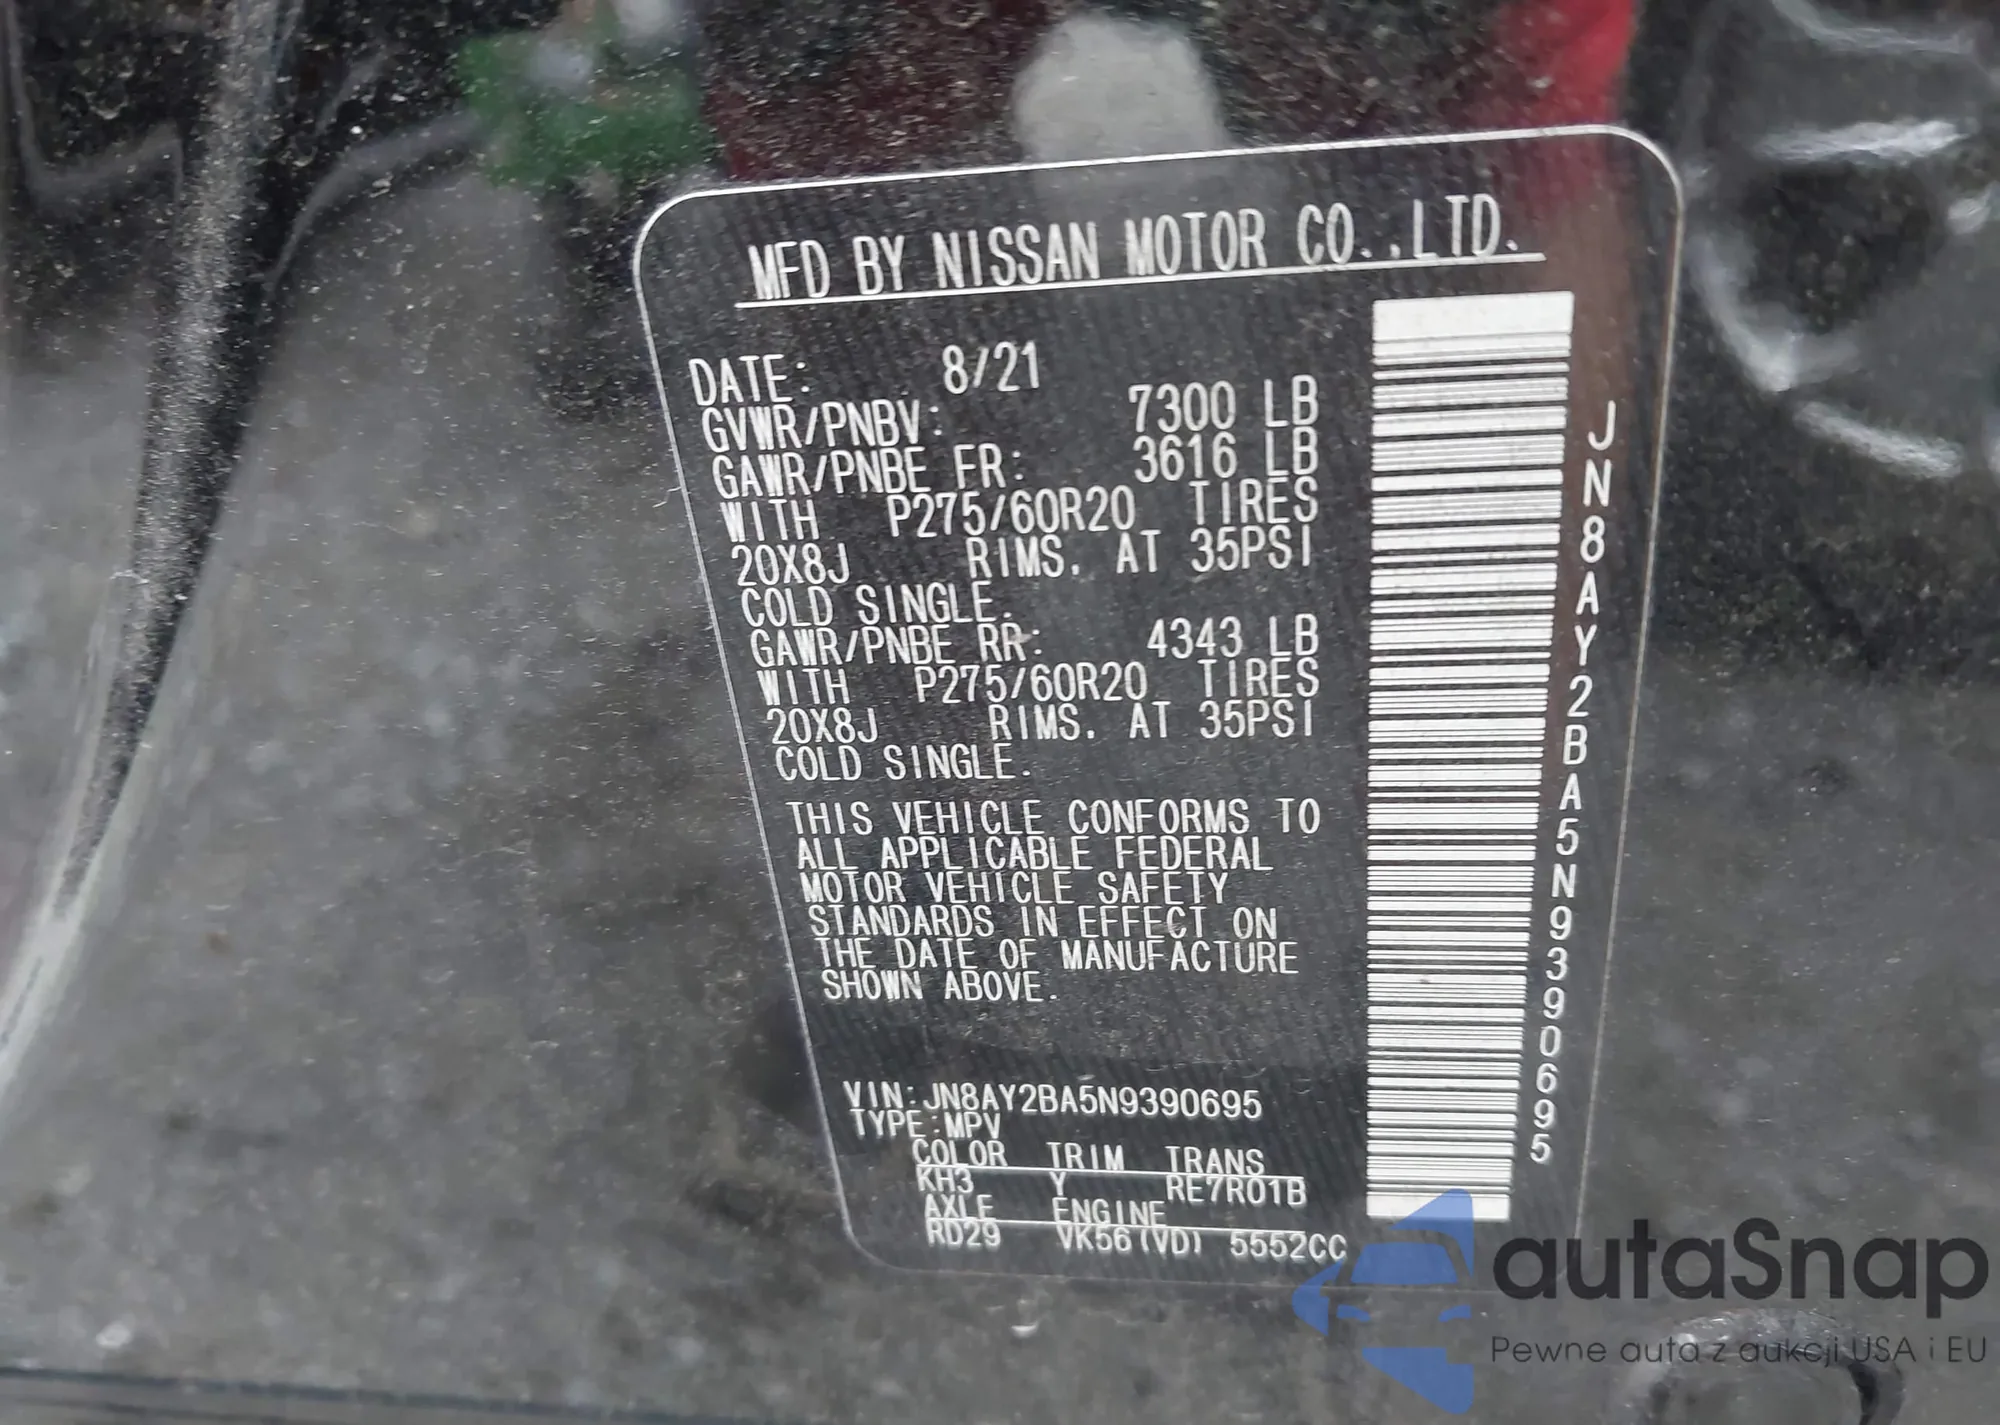 MFD BY NISSAN MOTOR CO.,LTD.
DATE: 8/21
GVWR/PNBV: 7300 LB
GAWR/PNBE FR: 3616 LB
WITH P275/60R20 TIRES
20X8J RIMS. AT 35PSI
COLD SINGLE.
GAWR/PNBE RR: 4343 LB
WITH P275/60R20 TIRES
20X8J RIMS. AT 35PSI
COLD SINGLE.
THIS VEHICLE CONFORMS TO
ALL APPLICABLE FEDERAL
MOTOR VEHICLE SAFETY
STANDARDS IN EFFECT ON
THE DATE OF MANUFACTURE
SHOWN ABOVE.
VIN:JN8AY2BA5N9390695
TYPE:MPV
COLOR TRIM TRANS
KH3 Y RE7R01B
AXLE ENGINE
RD29 VK56(VD) 5552CC
JN8AY2BA5N9390695
autaSnap
Pewne auta z aukcji USA i EU